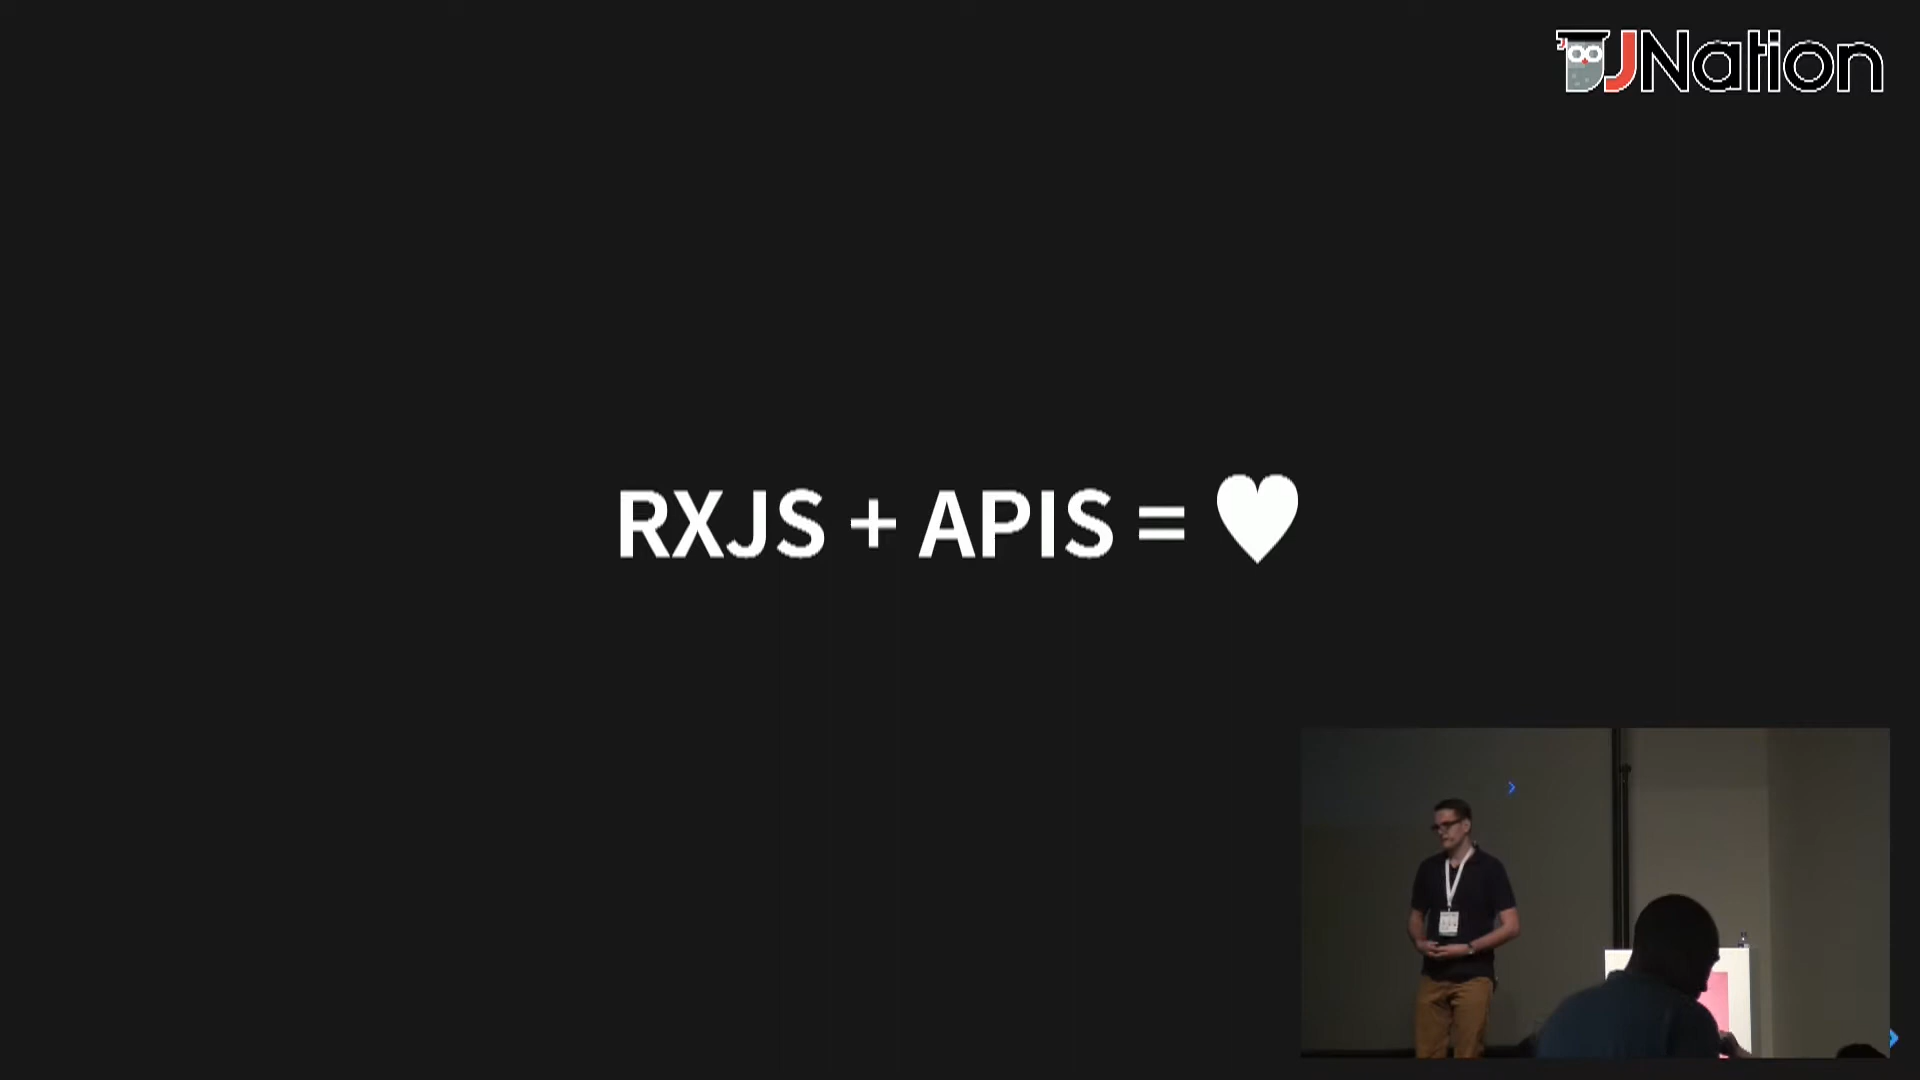 JNation
RXJS + APIS = ♥